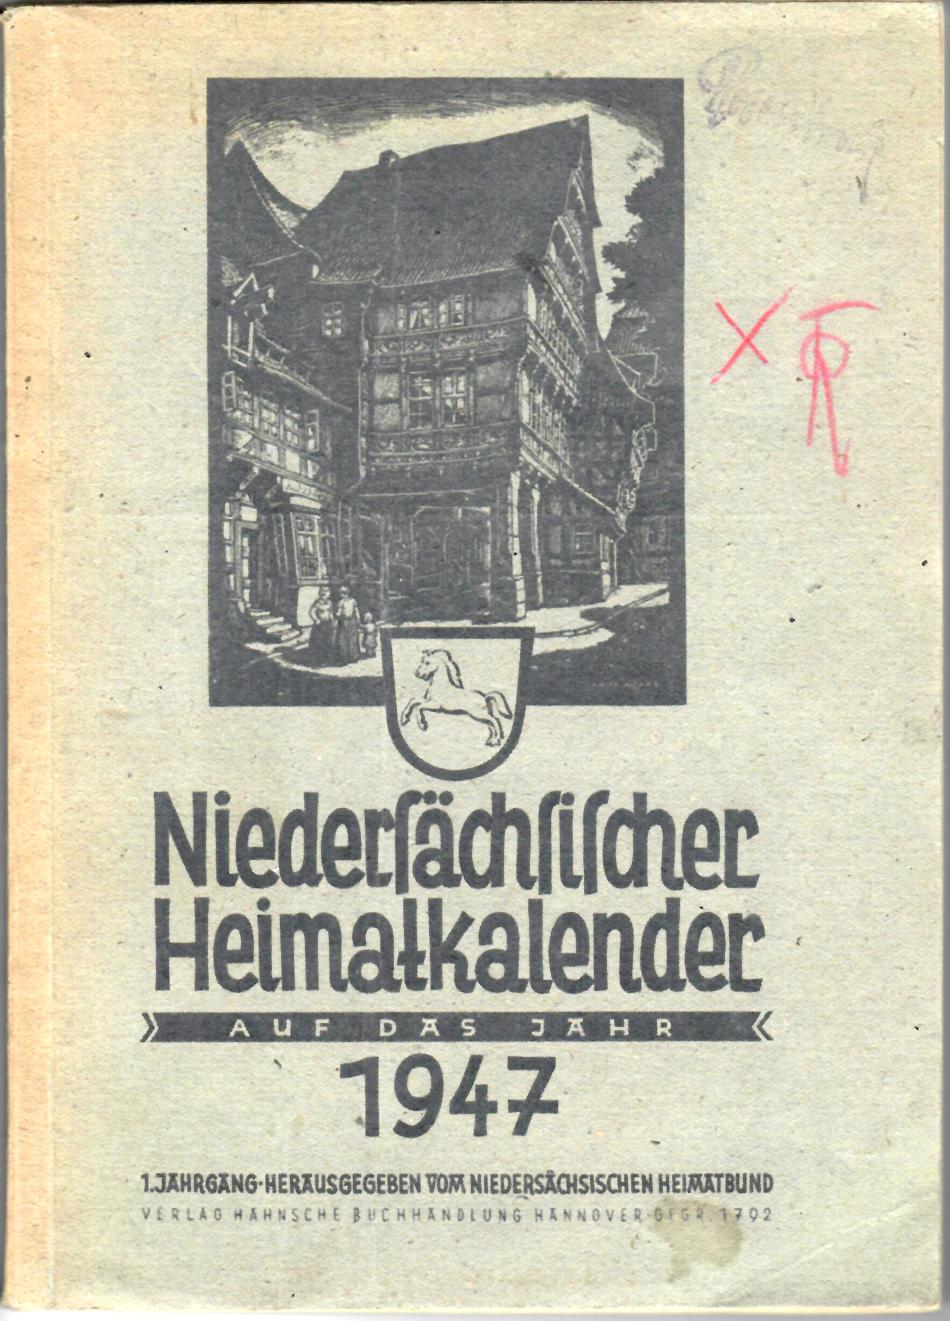 Niederſächſiſcher
Heimatkalender
AUF DAS JAHR
1947
1. JAHRGANG · HERAUSGEGEBEN VOM NIEDERSÄCHSISCHEN HEIMATBUND
VERLAG HAHNSCHE BUCHHANDLUNG HANNOVER · GEGR. 1792